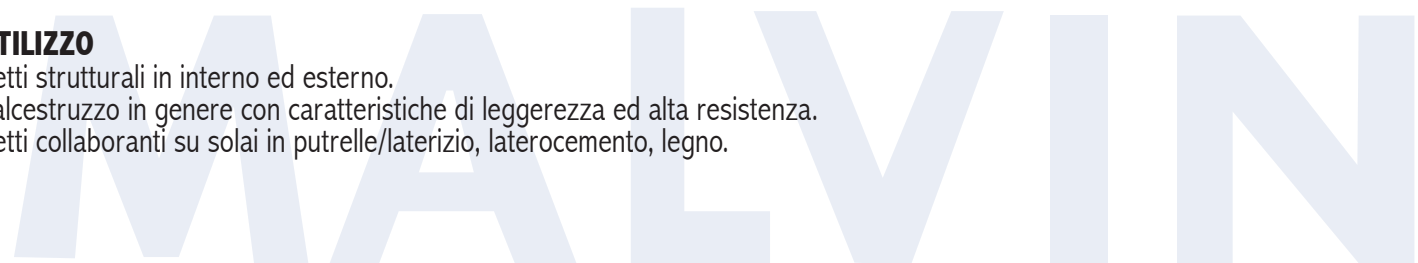 TILIZZO
etti strutturali in interno ed esterno.
alcestruzzo in genere con caratteristiche di leggerezza ed alta resistenza.
etti collaboranti su solai in putrelle/laterizio, laterocemento, legno.
MALVIN